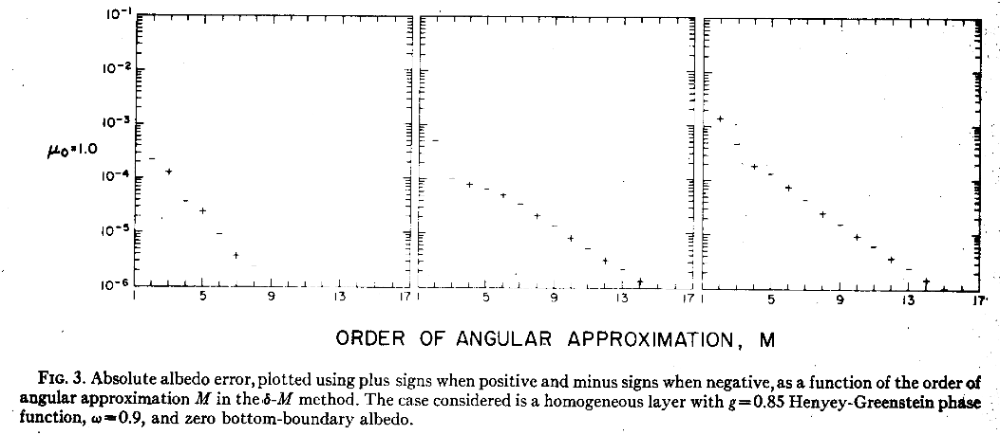 10-1
10-2
10-3
μ0=1.0
10-4
10-5
10-6
1 5 9 13 17 1 5 9 13 17 1 5 9 13 17
ORDER OF ANGULAR APPROXIMATION, M
FIG. 3. Absolute albedo error, plotted using plus signs when positive and minus signs when negative, as a function of the order of
angular approximation M in the δ-M method. The case considered is a homogeneous layer with g=0.85 Henyey-Greenstein phase
function, ω=0.9, and zero bottom-boundary albedo.